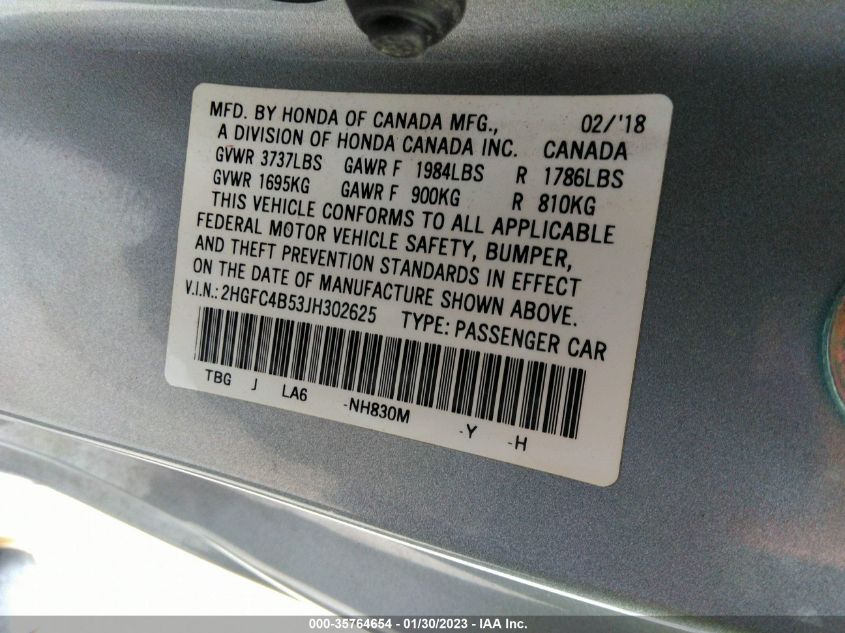 MFD. BY HONDA OF CANADA MFG., 02/'18
A DIVISION OF HONDA CANADA INC. CANADA
GVWR 3737LBS GAWR F 1984LBS R 1786LBS
GVWR 1695KG GAWR F 900KG R 810KG
THIS VEHICLE CONFORMS TO ALL APPLICABLE
FEDERAL MOTOR VEHICLE SAFETY, BUMPER,
AND THEFT PREVENTION STANDARDS IN EFFECT
ON THE DATE OF MANUFACTURE SHOWN ABOVE.
V.I.N.: 2HGFC4B53JH302625 TYPE: PASSENGER CAR
TBG J LA6 -NH830M -Y -H
000-35764654 - 01/30/2023 - IAA Inc.